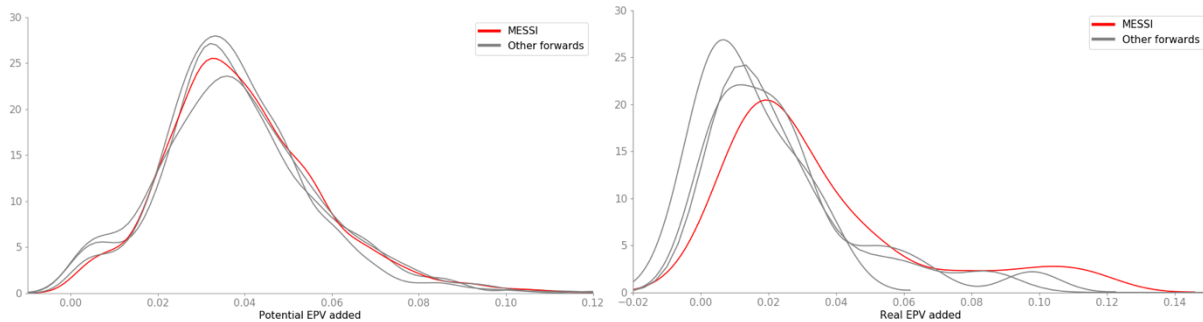 30
25
20
15
10
5
0
MESSI
Other forwards
0.00 0.02 0.04 0.06 0.08 0.10 0.12
Potential EPV added
30
25
20
15
10
5
0
MESSI
Other forwards
−0.02 0.00 0.02 0.04 0.06 0.08 0.10 0.12 0.14
Real EPV added